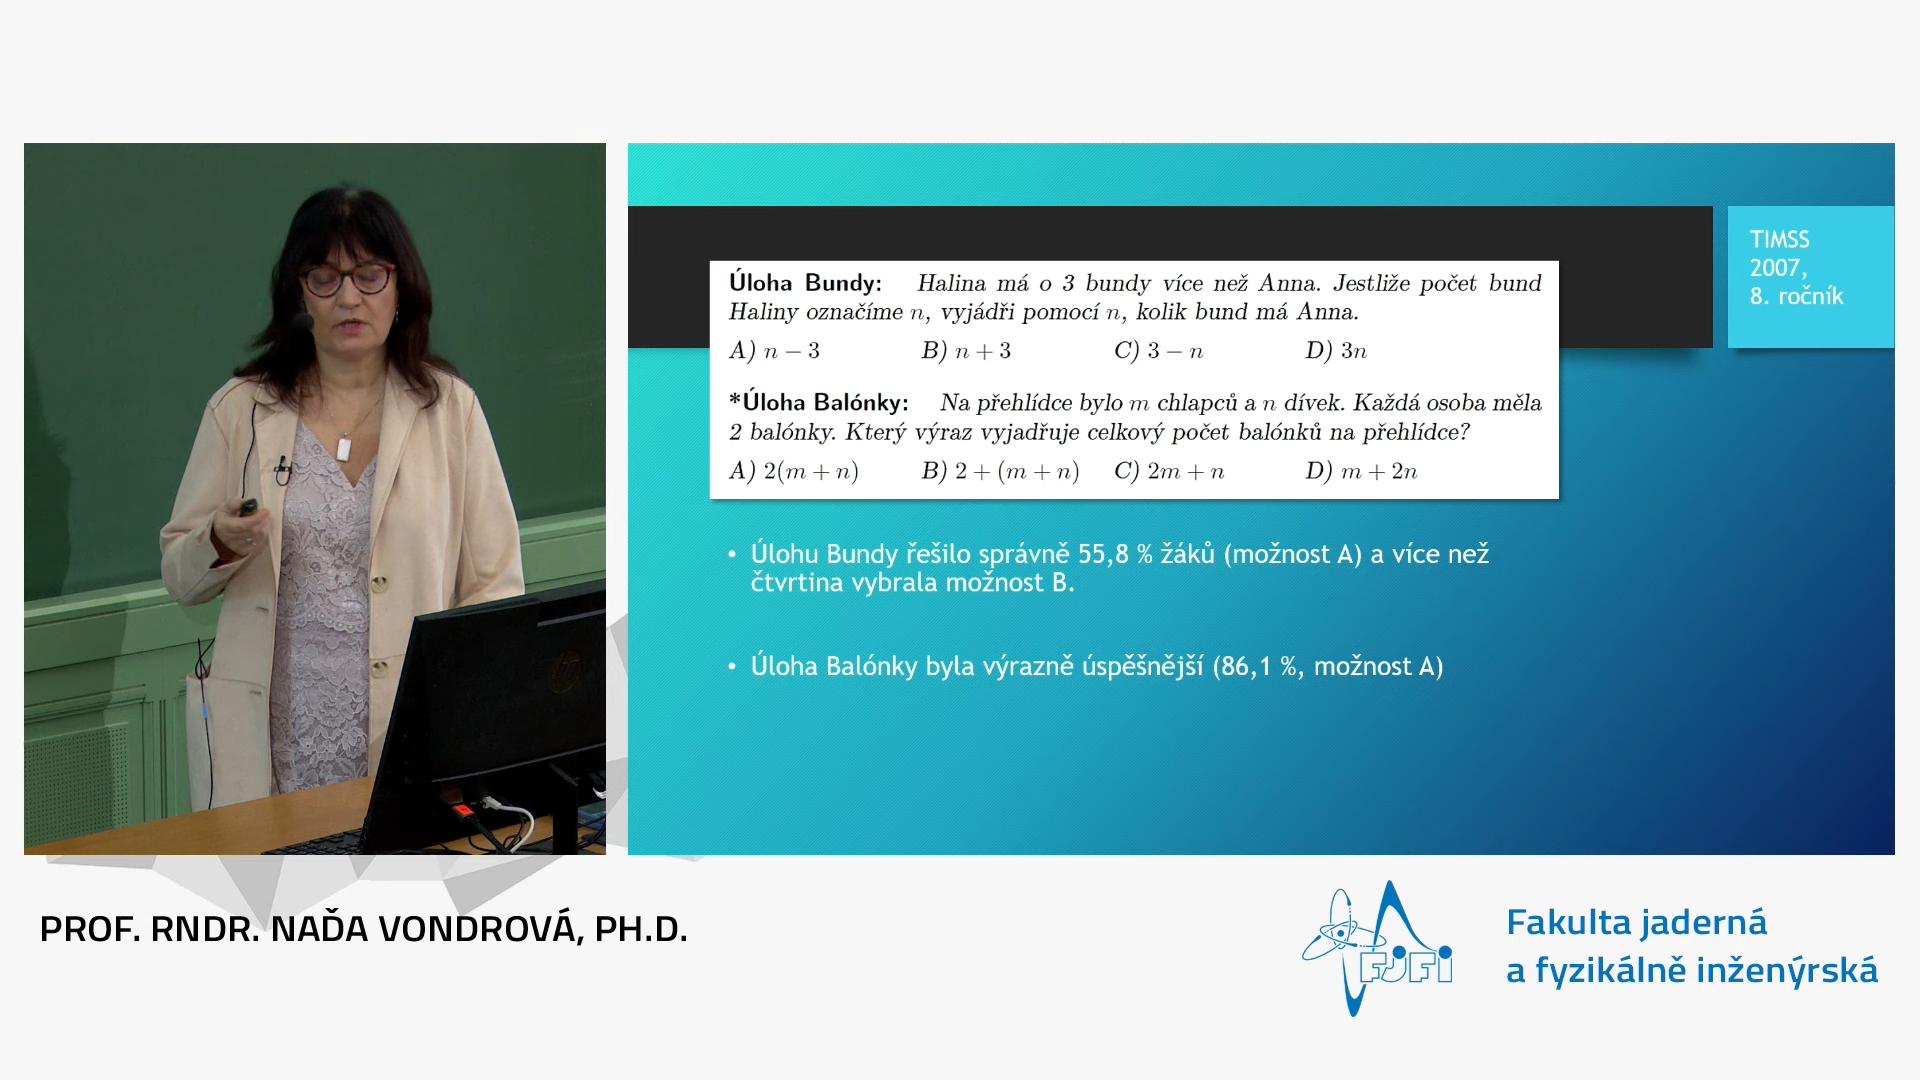 TIMSS
2007,
8. ročník
Úloha Bundy: Halina má o 3 bundy více než Anna. Jestliže počet bund
Haliny označíme n, vyjádři pomocí n, kolik bund má Anna.
A) n − 3 B) n + 3 C) 3 − n D) 3n
*Úloha Balónky: Na přehlídce bylo m chlapců a n dívek. Každá osoba měla
2 balónky. Který výraz vyjadřuje celkový počet balónků na přehlídce?
A) 2(m + n) B) 2 + (m + n) C) 2m + n D) m + 2n
• Úlohu Bundy řešilo správně 55,8 % žáků (možnost A) a více než
čtvrtina vybrala možnost B.
• Úloha Balónky byla výrazně úspěšnější (86,1 %, možnost A)
PROF. RNDR. NAĎA VONDROVÁ, PH.D.
FJFI
Fakulta jaderná
a fyzikálně inženýrská